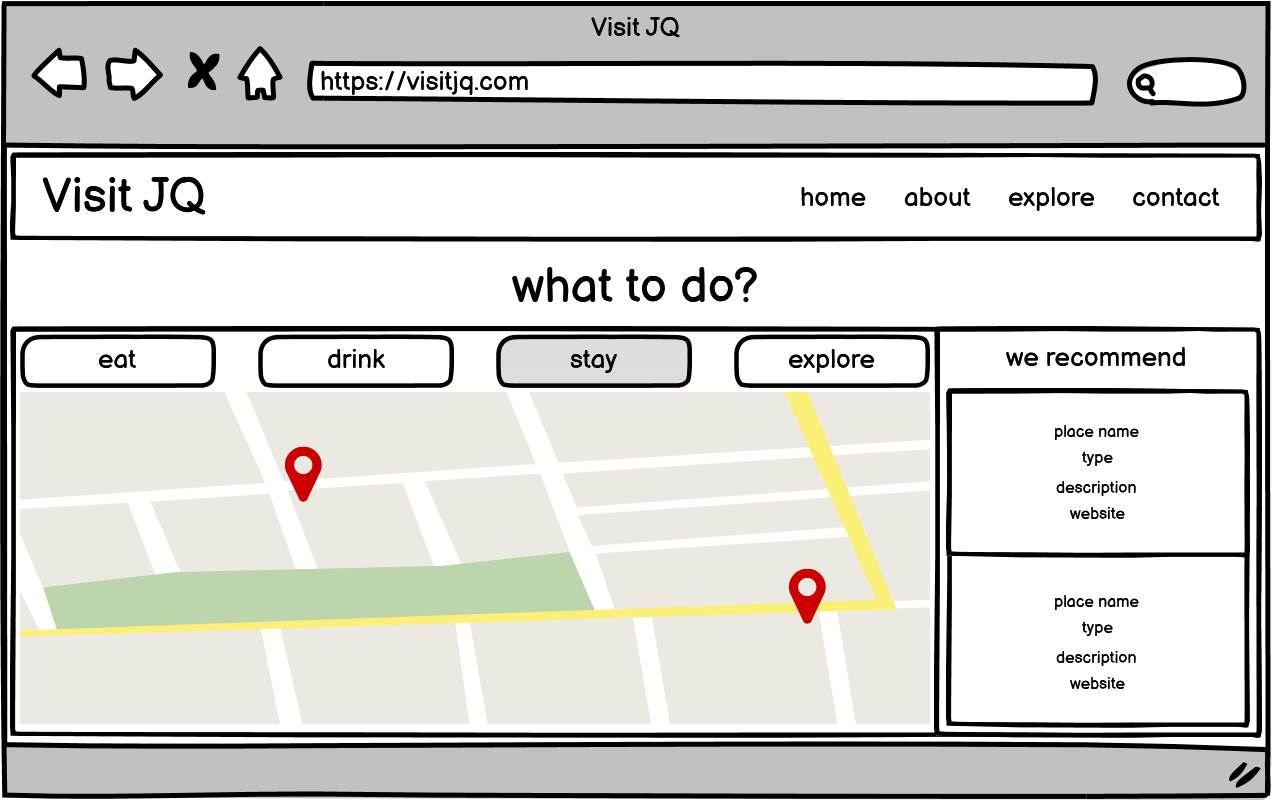 Visit JQ
https://visitjq.com
Visit JQ
home about explore contact
what to do?
eat drink stay explore
we recommend
place name
type
description
website
place name
type
description
website